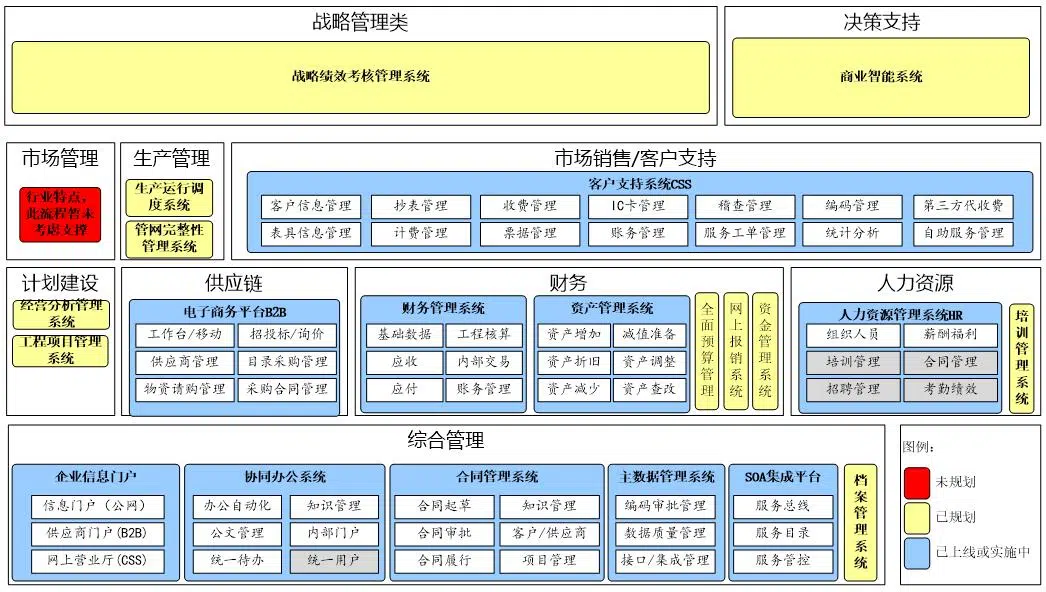 战略管理类
战略绩效考核管理系统
决策支持
商业智能系统
市场管理
行业特点，
此流程暂未
考虑支撑
生产管理
生产运行调
度系统
管网完整性
管理系统
市场销售/客户支持
客户支持系统CSS
客户信息管理
抄表管理
收费管理
IC卡管理
稽查管理
编码管理
第三方代收费
表具信息管理
计费管理
票据管理
账务管理
服务工单管理
统计分析
自助服务管理
计划建设
经营分析管理
系统
工程项目管理
系统
供应链
电子商务平台B2B
工作台/移动
招投标/询价
供应商管理
目录采购管理
物资请购管理
采购合同管理
财务
财务管理系统
基础数据
工程核算
应收
内部交易
应付
账务管理
资产管理系统
资产增加
减值准备
资产折旧
资产调整
资产减少
资产查改
全面预算管理
网上报销系统
资金管理系统
人力资源
人力资源管理系统HR
组织人员
薪酬福利
培训管理
合同管理
招聘管理
考勤绩效
培训管理系统
综合管理
企业信息门户
信息门户（公网）
供应商门户(B2B)
网上营业厅(CSS)
协同办公系统
办公自动化
知识管理
公文管理
内部门户
统一待办
统一用户
合同管理系统
合同起草
知识管理
合同审批
客户/供应商
合同履行
项目管理
主数据管理系统
编码审批管理
数据质量管理
接口/集成管理
SOA集成平台
服务总线
服务目录
服务管控
档案管理系统
图例：
未规划
已规划
已上线或实施中